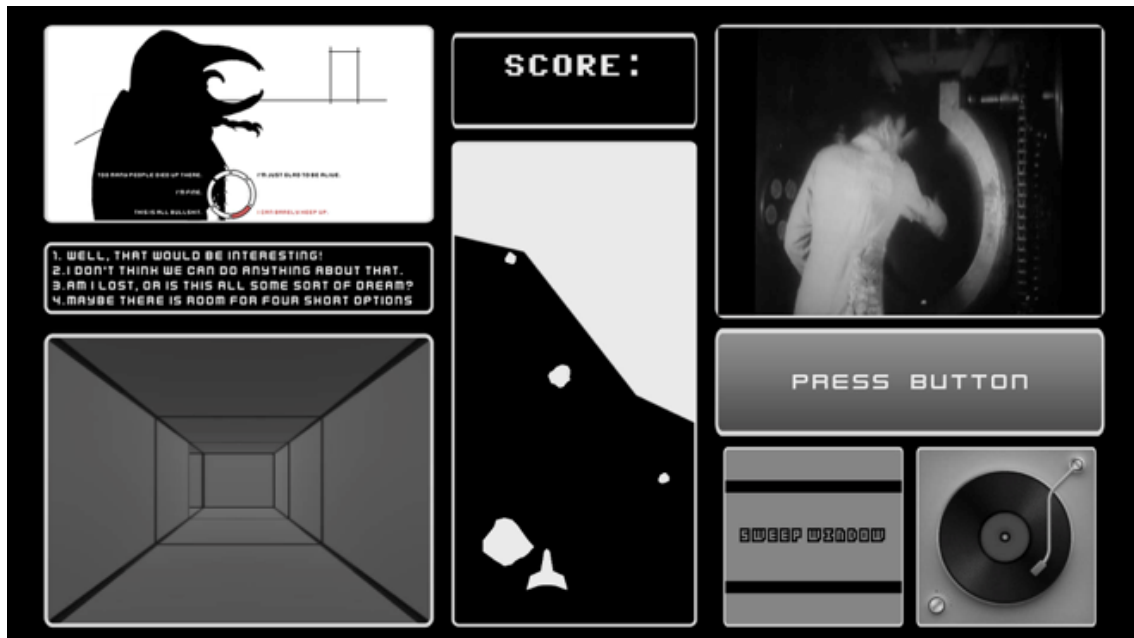 TOO MANY PEOPLE DIED UP THERE.
I'M JUST GLAD TO BE ALIVE.
I'M FINE.
THIS IS ALL BULLSHIT.
I CAN BARELY KEEP UP.
1. WELL, THAT WOULD BE INTERESTING!
2.I DON'T THINK WE CAN DO ANYTHING ABOUT THAT.
3.AM I LOST, OR IS THIS ALL SOME SORT OF DREAM?
4.MAYBE THERE IS ROOM FOR FOUR SHORT OPTIONS
SCORE:
PRESS BUTTON
SWEEP WINDOW